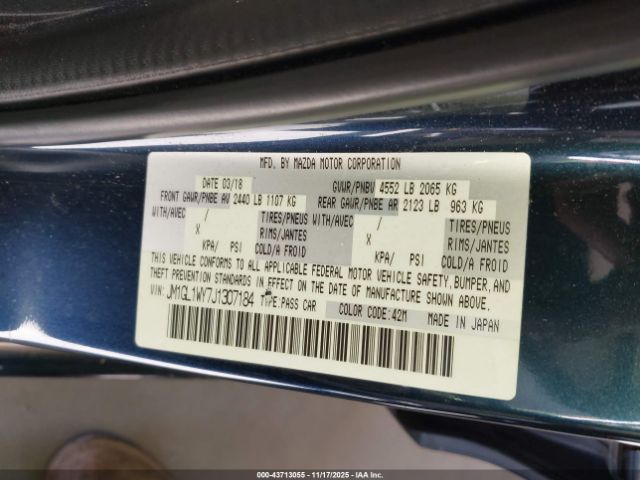 MFD. BY MAZDA MOTOR CORPORATION
DATE 03/18 GVWR/PNBV 4552 LB 2065 KG
FRONT GAWR/PNBE AV 2440 LB 1107 KG REAR GAWR/PNBE AR 2123 LB 963 KG
WITH/AVEC / TIRES/PNEUS WITH/AVEC / TIRES/PNEUS
X RIMS/JANTES X RIMS/JANTES
KPA/ PSI COLD/A FROID KPA/ PSI COLD/A FROID
THIS VEHICLE CONFORMS TO ALL APPLICABLE FEDERAL MOTOR VEHICLE SAFETY, BUMPER, AND
THEFT PREVENTION STANDARDS IN EFFECT ON THE DATE OF MANUFACTURE SHOWN ABOVE.
VIN: JM1GL1WY7J1307184 TYPE:PASS CAR COLOR CODE:42M MADE IN JAPAN
000-43713055 - 11/17/2025 - IAAI.COM